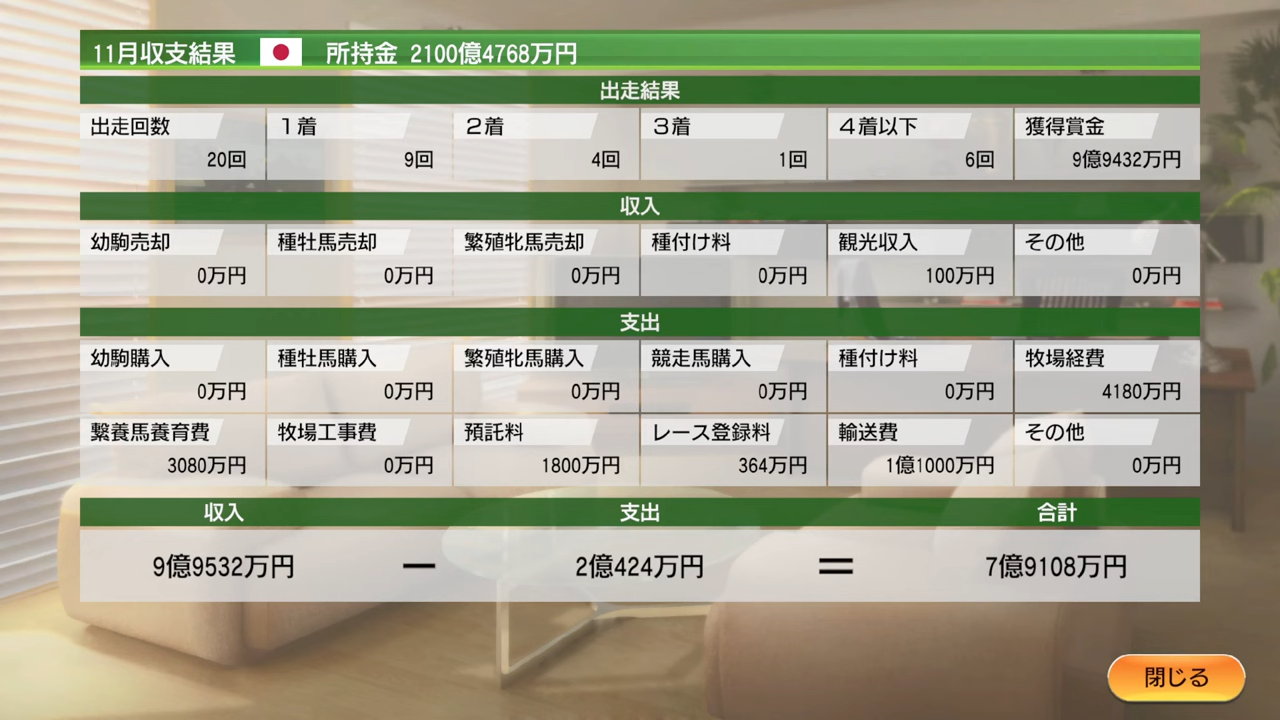 11月収支結果 所持金 2100億4768万円
出走結果
出走回数 1着 2着 3着 4着以下 獲得賞金
20回 9回 4回 1回 6回 9億9432万円
収入
幼駒売却 種牡馬売却 繁殖牝馬売却 種付け料 観光収入 その他
0万円 0万円 0万円 0万円 100万円 0万円
支出
幼駒購入 種牡馬購入 繁殖牝馬購入 競走馬購入 種付け料 牧場経費
0万円 0万円 0万円 0万円 0万円 4180万円
繋養馬養育費 牧場工事費 預託料 レース登録料 輸送費 その他
3080万円 0万円 1800万円 364万円 1億1000万円 0万円
収入 支出 合計
9億9532万円 － 2億424万円 ＝ 7億9108万円
閉じる